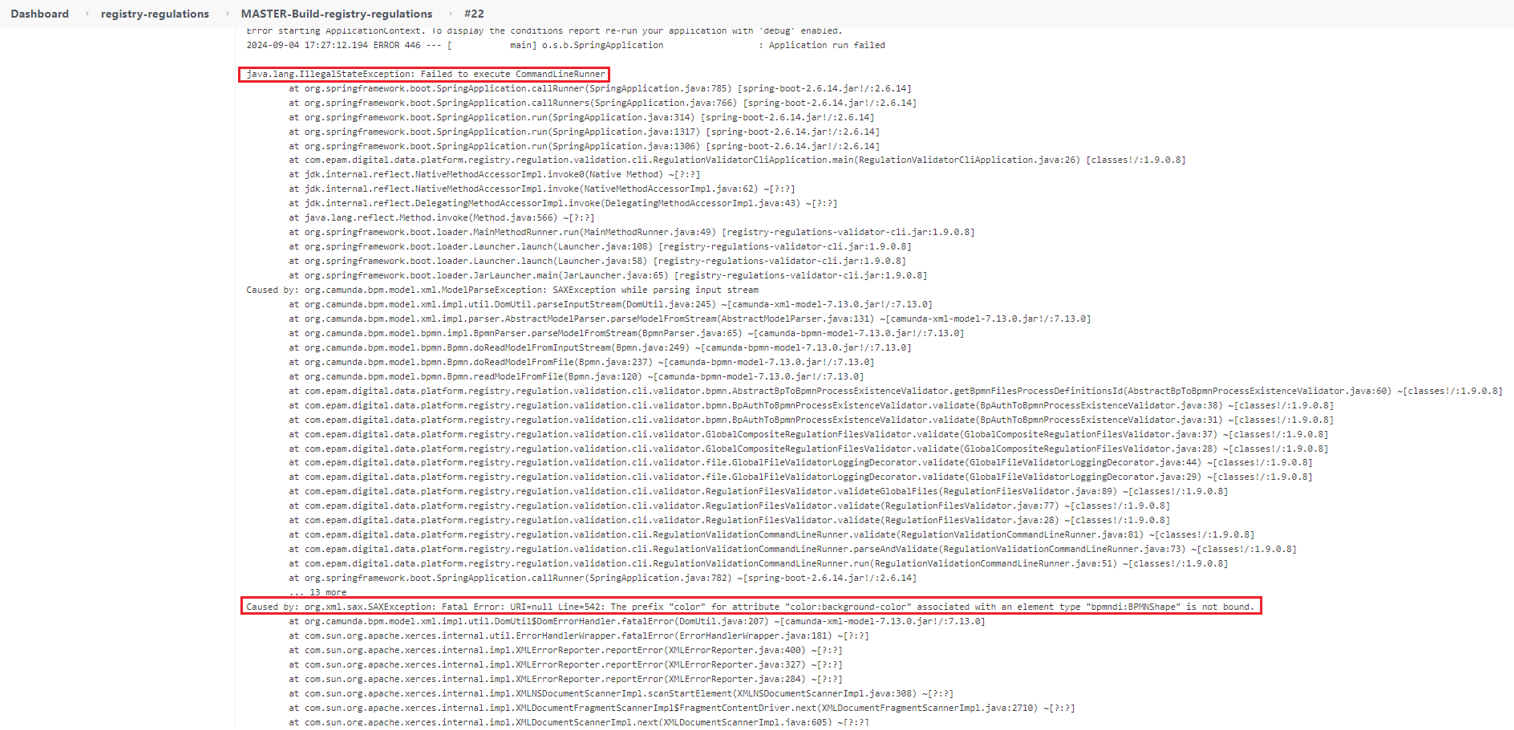 Dashboard › registry-regulations › MASTER-Build-registry-regulations › #22
Error starting ApplicationContext. To display the conditions report re-run your application with 'debug' enabled.
2024-09-04 17:27:12.194 ERROR 446 --- [           main] o.s.b.SpringApplication                  : Application run failed
java.lang.IllegalStateException: Failed to execute CommandLineRunner
at org.springframework.boot.SpringApplication.callRunner(SpringApplication.java:785) [spring-boot-2.6.14.jar!/:2.6.14]
at org.springframework.boot.SpringApplication.callRunners(SpringApplication.java:766) [spring-boot-2.6.14.jar!/:2.6.14]
at org.springframework.boot.SpringApplication.run(SpringApplication.java:314) [spring-boot-2.6.14.jar!/:2.6.14]
at org.springframework.boot.SpringApplication.run(SpringApplication.java:1317) [spring-boot-2.6.14.jar!/:2.6.14]
at org.springframework.boot.SpringApplication.run(SpringApplication.java:1306) [spring-boot-2.6.14.jar!/:2.6.14]
at com.epam.digital.data.platform.registry.regulation.validation.cli.RegulationValidatorCliApplication.main(RegulationValidatorCliApplication.java:26) [classes!/:1.9.0.8]
at jdk.internal.reflect.NativeMethodAccessorImpl.invoke0(Native Method) ~[?:?]
at jdk.internal.reflect.NativeMethodAccessorImpl.invoke(NativeMethodAccessorImpl.java:62) ~[?:?]
at jdk.internal.reflect.DelegatingMethodAccessorImpl.invoke(DelegatingMethodAccessorImpl.java:43) ~[?:?]
at java.lang.reflect.Method.invoke(Method.java:566) ~[?:?]
at org.springframework.boot.loader.MainMethodRunner.run(MainMethodRunner.java:49) [registry-regulations-validator-cli.jar:1.9.0.8]
at org.springframework.boot.loader.Launcher.launch(Launcher.java:108) [registry-regulations-validator-cli.jar:1.9.0.8]
at org.springframework.boot.loader.Launcher.launch(Launcher.java:58) [registry-regulations-validator-cli.jar:1.9.0.8]
at org.springframework.boot.loader.JarLauncher.main(JarLauncher.java:65) [registry-regulations-validator-cli.jar:1.9.0.8]
Caused by: org.camunda.bpm.model.xml.ModelParseException: SAXException while parsing input stream
at org.camunda.bpm.model.xml.impl.util.DomUtil.parseInputStream(DomUtil.java:245) ~[camunda-xml-model-7.13.0.jar!/:7.13.0]
at org.camunda.bpm.model.xml.impl.parser.AbstractModelParser.parseModelFromStream(AbstractModelParser.java:131) ~[camunda-xml-model-7.13.0.jar!/:7.13.0]
at org.camunda.bpm.model.bpmn.impl.BpmnParser.parseModelFromStream(BpmnParser.java:65) ~[camunda-bpmn-model-7.13.0.jar!/:7.13.0]
at org.camunda.bpm.model.bpmn.Bpmn.doReadModelFromInputStream(Bpmn.java:249) ~[camunda-bpmn-model-7.13.0.jar!/:7.13.0]
at org.camunda.bpm.model.bpmn.Bpmn.doReadModelFromFile(Bpmn.java:237) ~[camunda-bpmn-model-7.13.0.jar!/:7.13.0]
at org.camunda.bpm.model.bpmn.Bpmn.readModelFromFile(Bpmn.java:120) ~[camunda-bpmn-model-7.13.0.jar!/:7.13.0]
at com.epam.digital.data.platform.registry.regulation.validation.cli.validator.bpmn.AbstractBpToBpmnProcessExistenceValidator.getBpmnFilesProcessDefinitionsId(AbstractBpToBpmnProcessExistenceValidator.java:60) ~[classes!/:1.9.0.8]
at com.epam.digital.data.platform.registry.regulation.validation.cli.validator.bpmn.BpAuthToBpmnProcessExistenceValidator.validate(BpAuthToBpmnProcessExistenceValidator.java:38) ~[classes!/:1.9.0.8]
at com.epam.digital.data.platform.registry.regulation.validation.cli.validator.bpmn.BpAuthToBpmnProcessExistenceValidator.validate(BpAuthToBpmnProcessExistenceValidator.java:31) ~[classes!/:1.9.0.8]
at com.epam.digital.data.platform.registry.regulation.validation.cli.validator.GlobalCompositeRegulationFilesValidator.validate(GlobalCompositeRegulationFilesValidator.java:37) ~[classes!/:1.9.0.8]
at com.epam.digital.data.platform.registry.regulation.validation.cli.validator.GlobalCompositeRegulationFilesValidator.validate(GlobalCompositeRegulationFilesValidator.java:28) ~[classes!/:1.9.0.8]
at com.epam.digital.data.platform.registry.regulation.validation.cli.validator.file.GlobalFileValidatorLoggingDecorator.validate(GlobalFileValidatorLoggingDecorator.java:44) ~[classes!/:1.9.0.8]
at com.epam.digital.data.platform.registry.regulation.validation.cli.validator.file.GlobalFileValidatorLoggingDecorator.validate(GlobalFileValidatorLoggingDecorator.java:29) ~[classes!/:1.9.0.8]
at com.epam.digital.data.platform.registry.regulation.validation.cli.validator.RegulationFilesValidator.validateGlobalFiles(RegulationFilesValidator.java:89) ~[classes!/:1.9.0.8]
at com.epam.digital.data.platform.registry.regulation.validation.cli.validator.RegulationFilesValidator.validate(RegulationFilesValidator.java:77) ~[classes!/:1.9.0.8]
at com.epam.digital.data.platform.registry.regulation.validation.cli.validator.RegulationFilesValidator.validate(RegulationFilesValidator.java:28) ~[classes!/:1.9.0.8]
at com.epam.digital.data.platform.registry.regulation.validation.cli.RegulationValidationCommandLineRunner.validate(RegulationValidationCommandLineRunner.java:81) ~[classes!/:1.9.0.8]
at com.epam.digital.data.platform.registry.regulation.validation.cli.RegulationValidationCommandLineRunner.parseAndValidate(RegulationValidationCommandLineRunner.java:73) ~[classes!/:1.9.0.8]
at com.epam.digital.data.platform.registry.regulation.validation.cli.RegulationValidationCommandLineRunner.run(RegulationValidationCommandLineRunner.java:51) ~[classes!/:1.9.0.8]
at org.springframework.boot.SpringApplication.callRunner(SpringApplication.java:782) ~[spring-boot-2.6.14.jar!/:2.6.14]
... 13 more
Caused by: org.xml.sax.SAXException: Fatal Error: URI=null Line=542: The prefix "color" for attribute "color:background-color" associated with an element type "bpmndi:BPMNShape" is not bound.
at org.camunda.bpm.model.xml.impl.util.DomUtil$DomErrorHandler.fatalError(DomUtil.java:207) ~[camunda-xml-model-7.13.0.jar!/:7.13.0]
at com.sun.org.apache.xerces.internal.util.ErrorHandlerWrapper.fatalError(ErrorHandlerWrapper.java:181) ~[?:?]
at com.sun.org.apache.xerces.internal.impl.XMLErrorReporter.reportError(XMLErrorReporter.java:400) ~[?:?]
at com.sun.org.apache.xerces.internal.impl.XMLErrorReporter.reportError(XMLErrorReporter.java:327) ~[?:?]
at com.sun.org.apache.xerces.internal.impl.XMLErrorReporter.reportError(XMLErrorReporter.java:284) ~[?:?]
at com.sun.org.apache.xerces.internal.impl.XMLNSDocumentScannerImpl.scanStartElement(XMLNSDocumentScannerImpl.java:308) ~[?:?]
at com.sun.org.apache.xerces.internal.impl.XMLDocumentFragmentScannerImpl$FragmentContentDriver.next(XMLDocumentFragmentScannerImpl.java:2710) ~[?:?]
at com.sun.org.apache.xerces.internal.impl.XMLDocumentScannerImpl.next(XMLDocumentScannerImpl.java:605) ~[?:?]